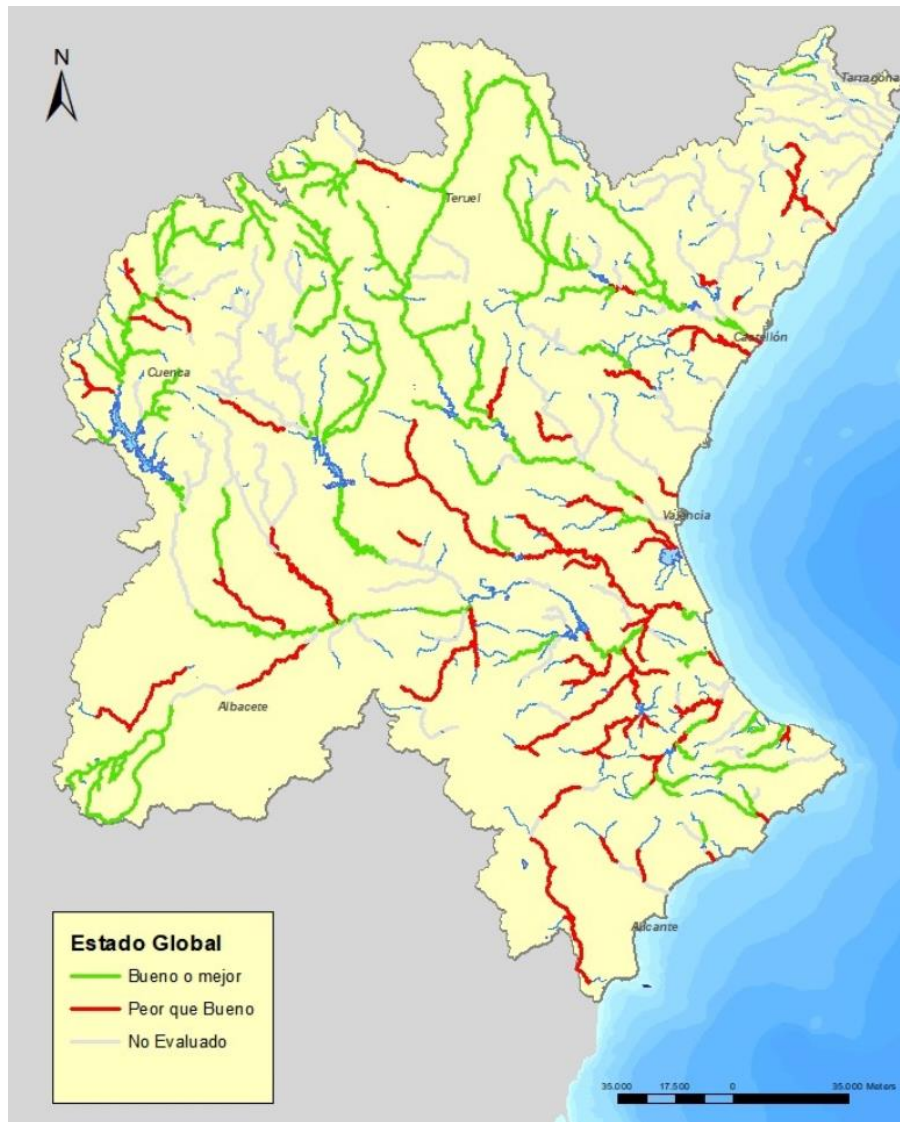 N
Tarragona
Teruel
Castellón
Cuenca
Valencia
Albacete
Alicante
Estado Global
Bueno o mejor
Peor que Bueno
No Evaluado
35.000 17.500 0 35.000 Meters